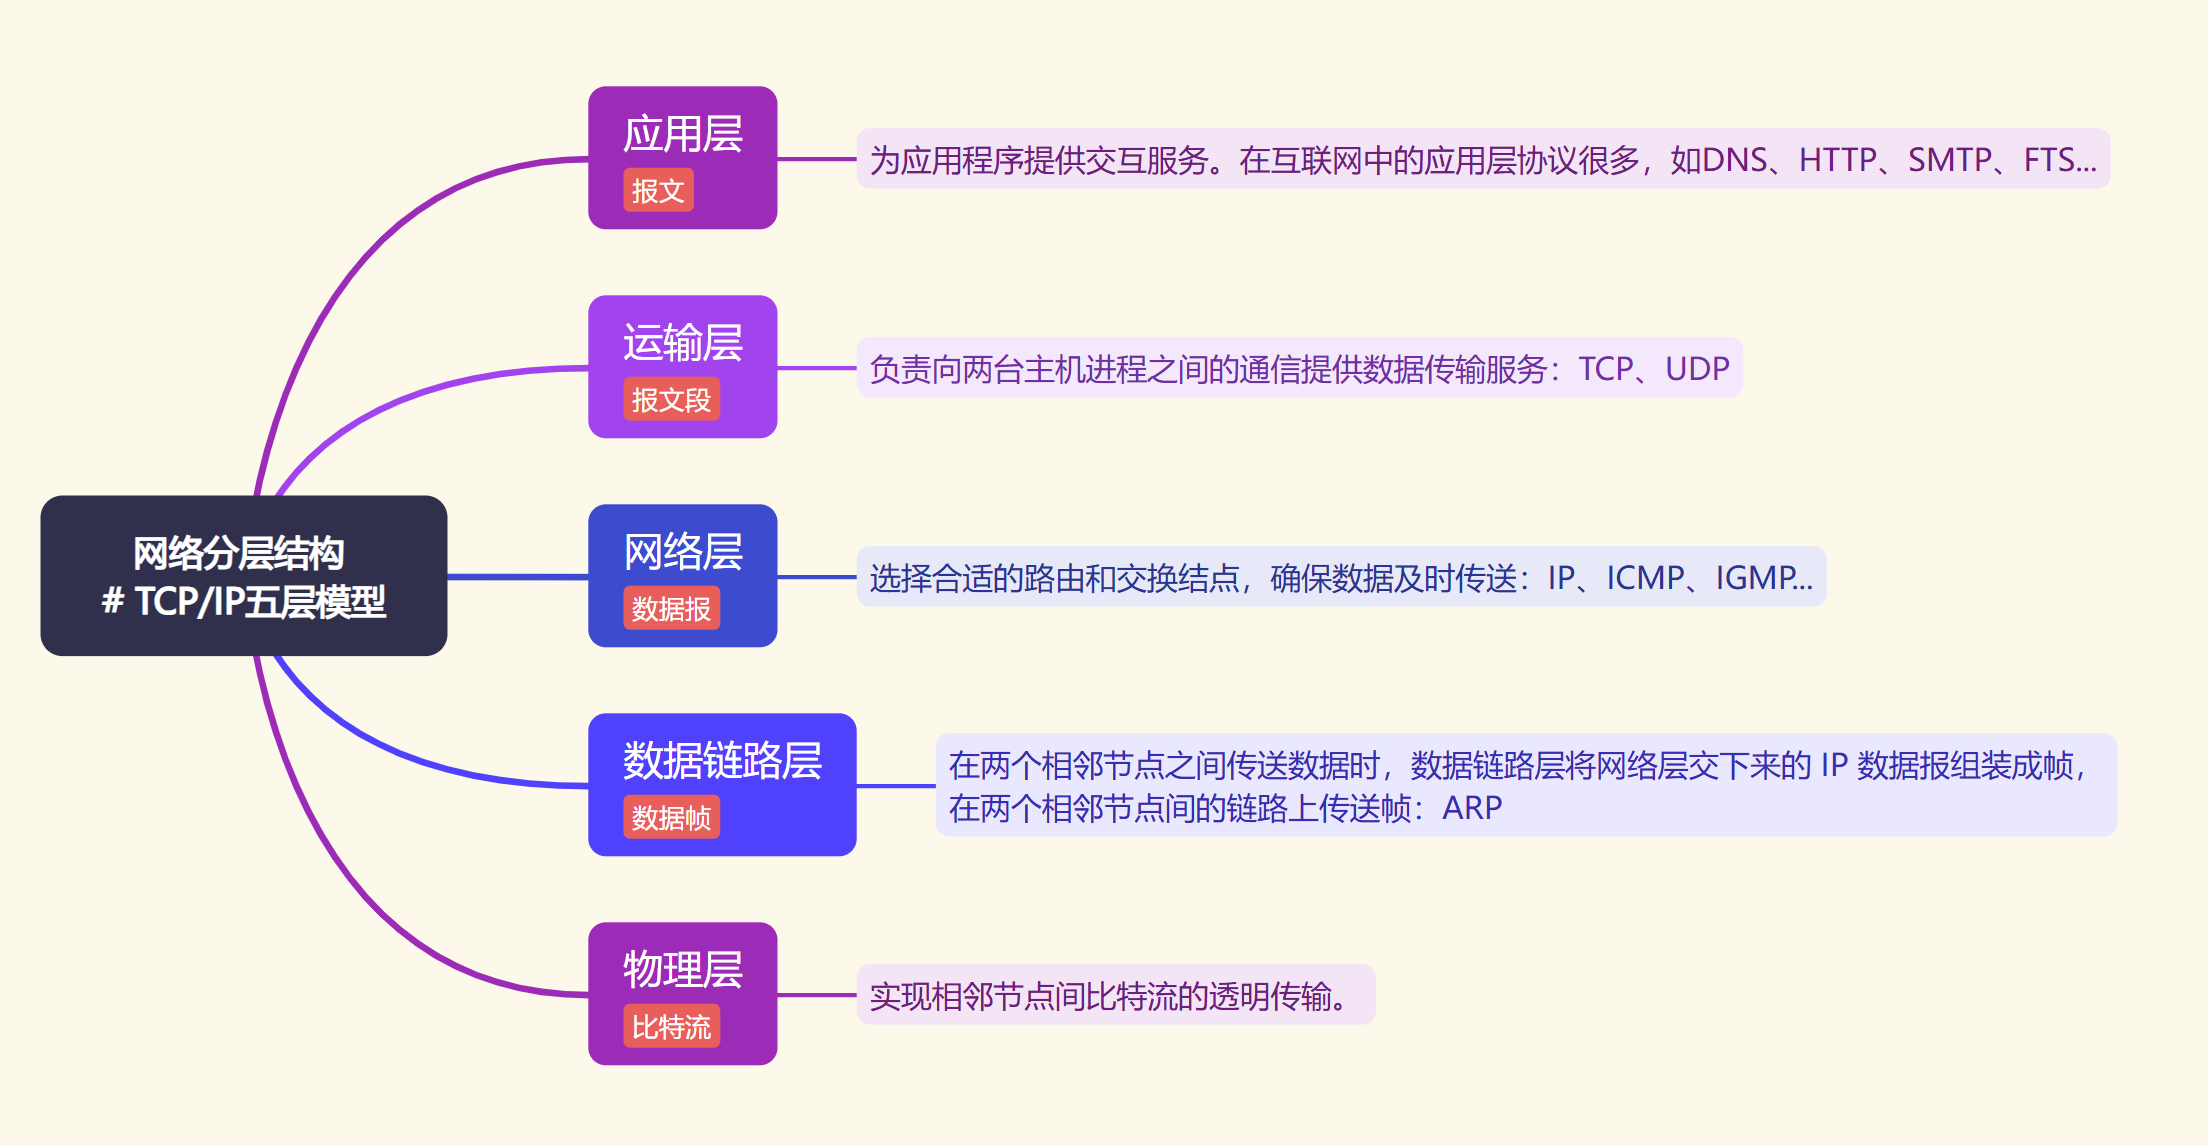 网络分层结构
# TCP/IP五层模型
应用层
报文
为应用程序提供交互服务。在互联网中的应用层协议很多，如DNS、HTTP、SMTP、FTS...
运输层
报文段
负责向两台主机进程之间的通信提供数据传输服务：TCP、UDP
网络层
数据报
选择合适的路由和交换结点，确保数据及时传送：IP、ICMP、IGMP...
数据链路层
数据帧
在两个相邻节点之间传送数据时，数据链路层将网络层交下来的 IP 数据报组装成帧，
在两个相邻节点间的链路上传送帧：ARP
物理层
比特流
实现相邻节点间比特流的透明传输。